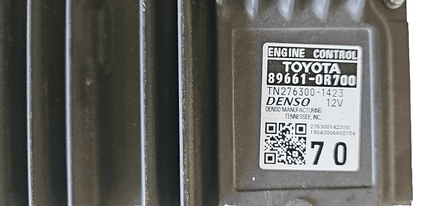 ENGINE CONTROL
TOYOTA
89661-0R700
TN276300-1423
DENSO 12V
DENSO MANUFACTURING
TENNESSEE, INC.
70